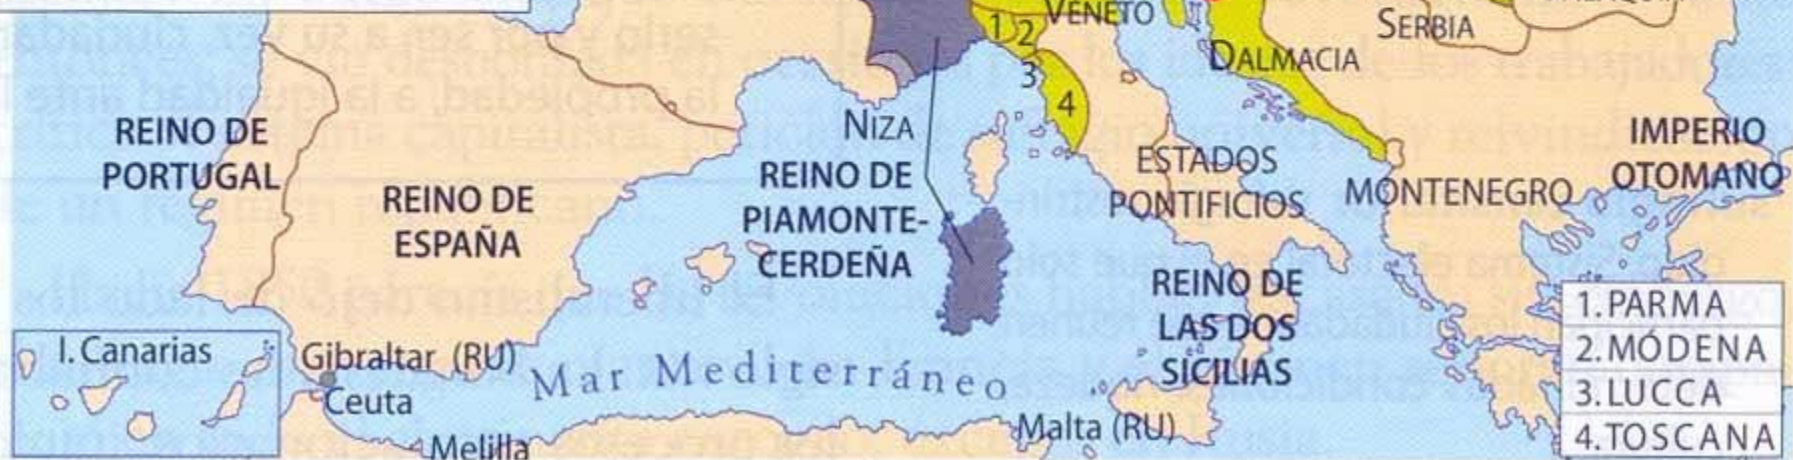 VENETO
SERBIA
1
2
3
4
DALMACIA
NIZA
REINO DE
PORTUGAL
REINO DE
ESPAÑA
REINO DE
PIAMONTE-
CERDEÑA
ESTADOS
PONTIFICIOS
MONTENEGRO
IMPERIO
OTOMANO
REINO DE
LAS DOS
SICILIAS
I. Canarias
Gibraltar (RU)
Ceuta
Melilla
Mar Mediterráneo
Malta (RU)
1. PARMA
2. MÓDENA
3. LUCCA
4. TOSCANA